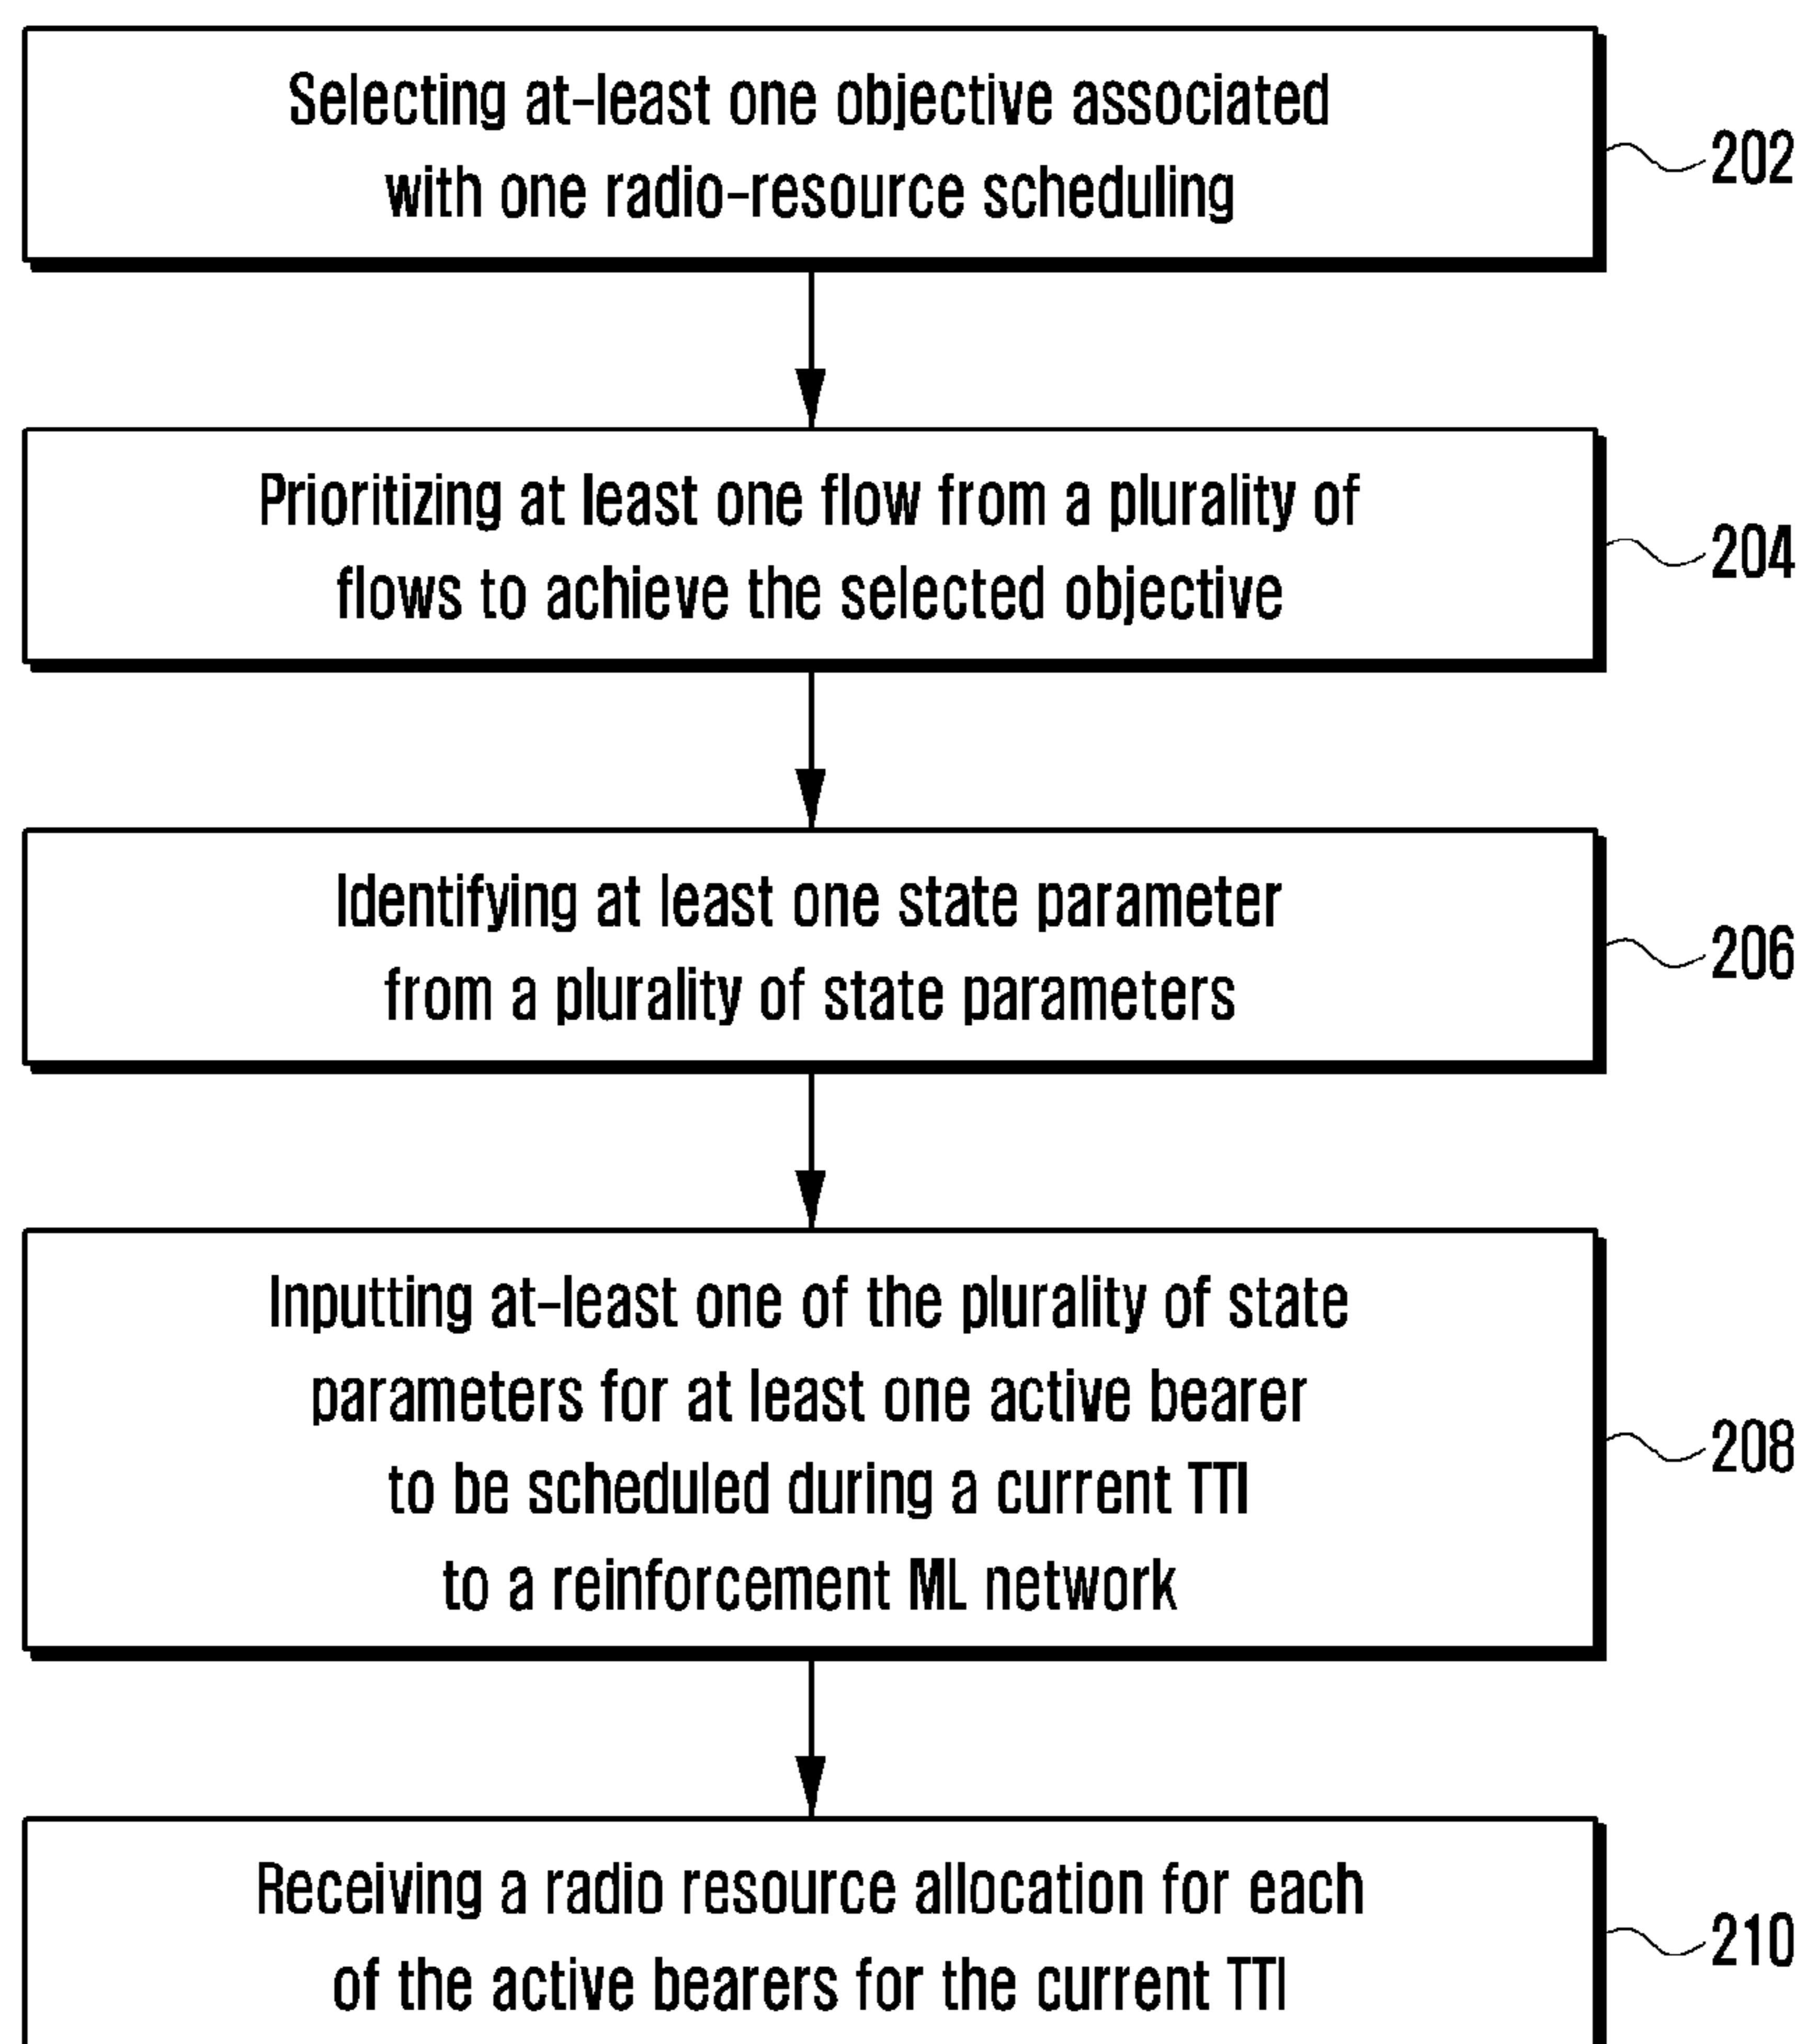 Selecting at-least one objective associated
with one radio-resource scheduling
202
Prioritizing at least one flow from a plurality of
flows to achieve the selected objective
204
Identifying at least one state parameter
from a plurality of state parameters
206
Inputting at-least one of the plurality of state
parameters for at least one active bearer
to be scheduled during a current TTI
to a reinforcement ML network
208
Receiving a radio resource allocation for each
of the active bearers for the current TTI
210